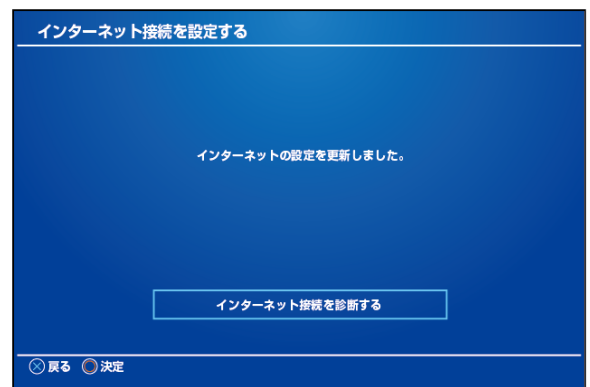 インターネット接続を設定する
インターネットの設定を更新しました。
インターネット接続を診断する
戻る 決定